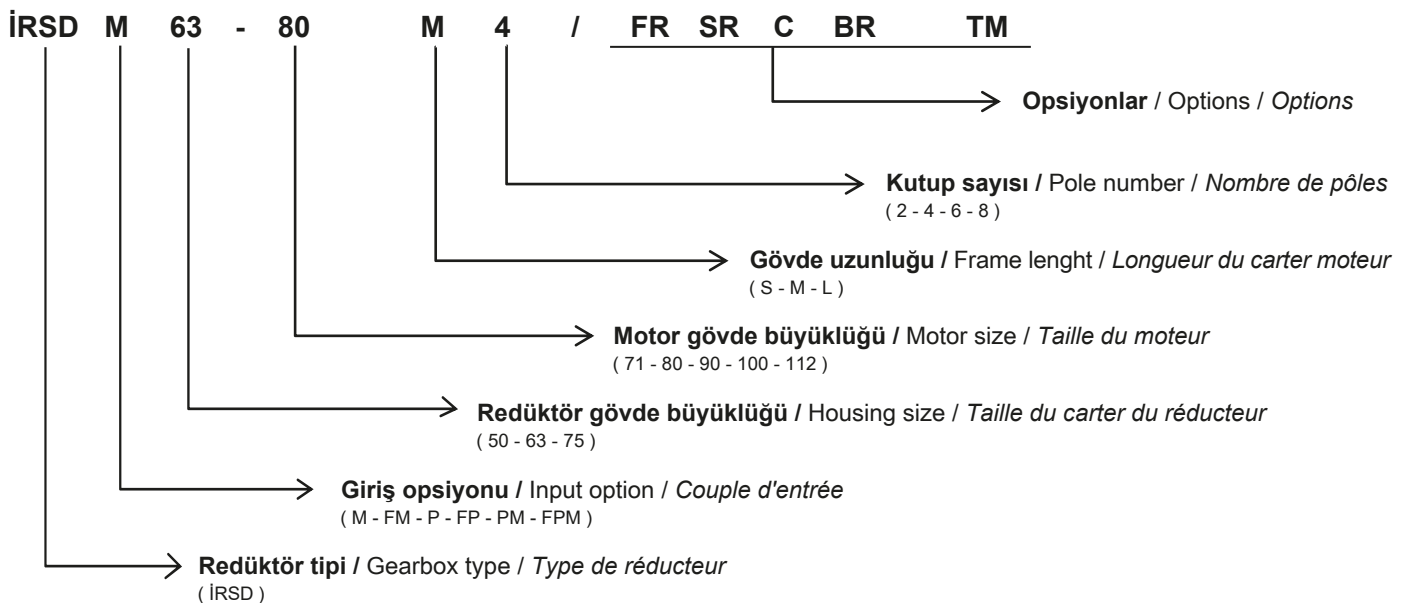 İRSD M 63 - 80 M 4 / FR SR C BR TM
Opsiyonlar / Options / Options
Kutup sayısı / Pole number / Nombre de pôles
( 2 - 4 - 6 - 8 )
Gövde uzunluğu / Frame lenght / Longueur du carter moteur
( S - M - L )
Motor gövde büyüklüğü / Motor size / Taille du moteur
( 71 - 80 - 90 - 100 - 112 )
Redüktör gövde büyüklüğü / Housing size / Taille du carter du réducteur
( 50 - 63 - 75 )
Giriş opsiyonu / Input option / Couple d'entrée
( M - FM - P - FP - PM - FPM )
Redüktör tipi / Gearbox type / Type de réducteur
( İRSD )